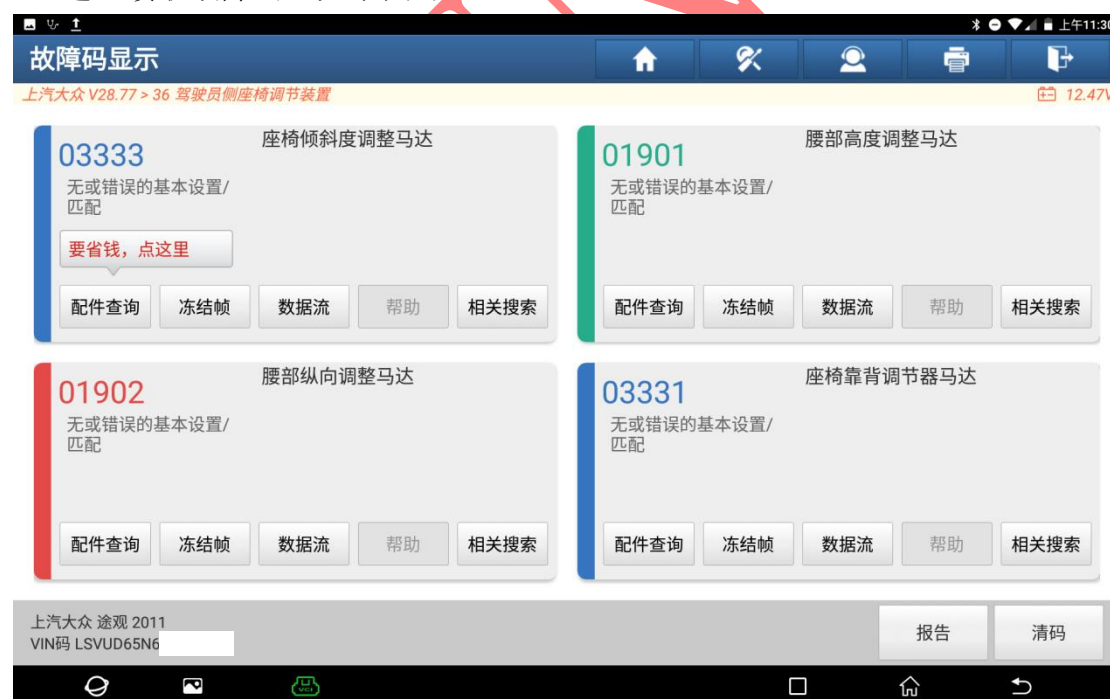 上午11:30
故障码显示
上汽大众 V28.77 > 36 驾驶员侧座椅调节装置
12.47V
03333
座椅倾斜度调整马达
无或错误的基本设置/
匹配
要省钱，点这里
配件查询 冻结帧 数据流 帮助 相关搜索
01901
腰部高度调整马达
无或错误的基本设置/
匹配
配件查询 冻结帧 数据流 帮助 相关搜索
01902
腰部纵向调整马达
无或错误的基本设置/
匹配
配件查询 冻结帧 数据流 帮助 相关搜索
03331
座椅靠背调节器马达
无或错误的基本设置/
匹配
配件查询 冻结帧 数据流 帮助 相关搜索
上汽大众 途观 2011
VIN码 LSVUD65N6
报告
清码
VCI